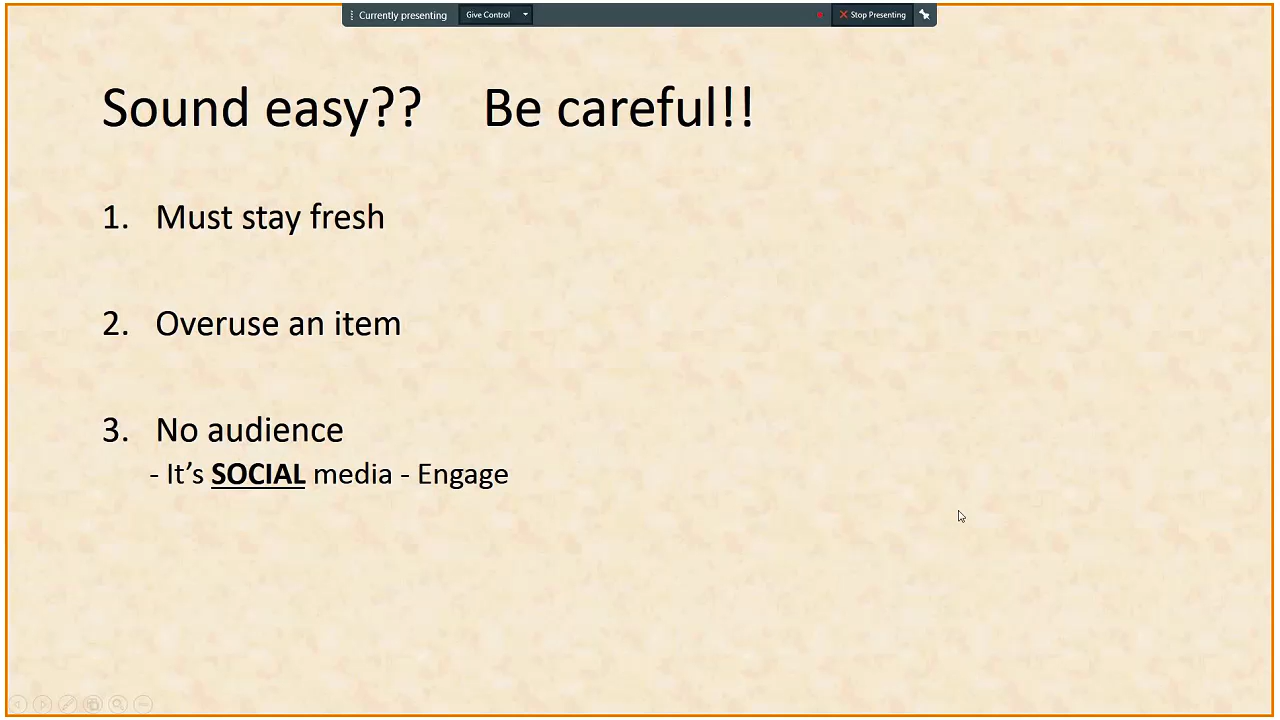 Currently presenting Give Control Stop Presenting
Sound easy?? Be careful!!
1. Must stay fresh
2. Overuse an item
3. No audience
- It’s SOCIAL media - Engage